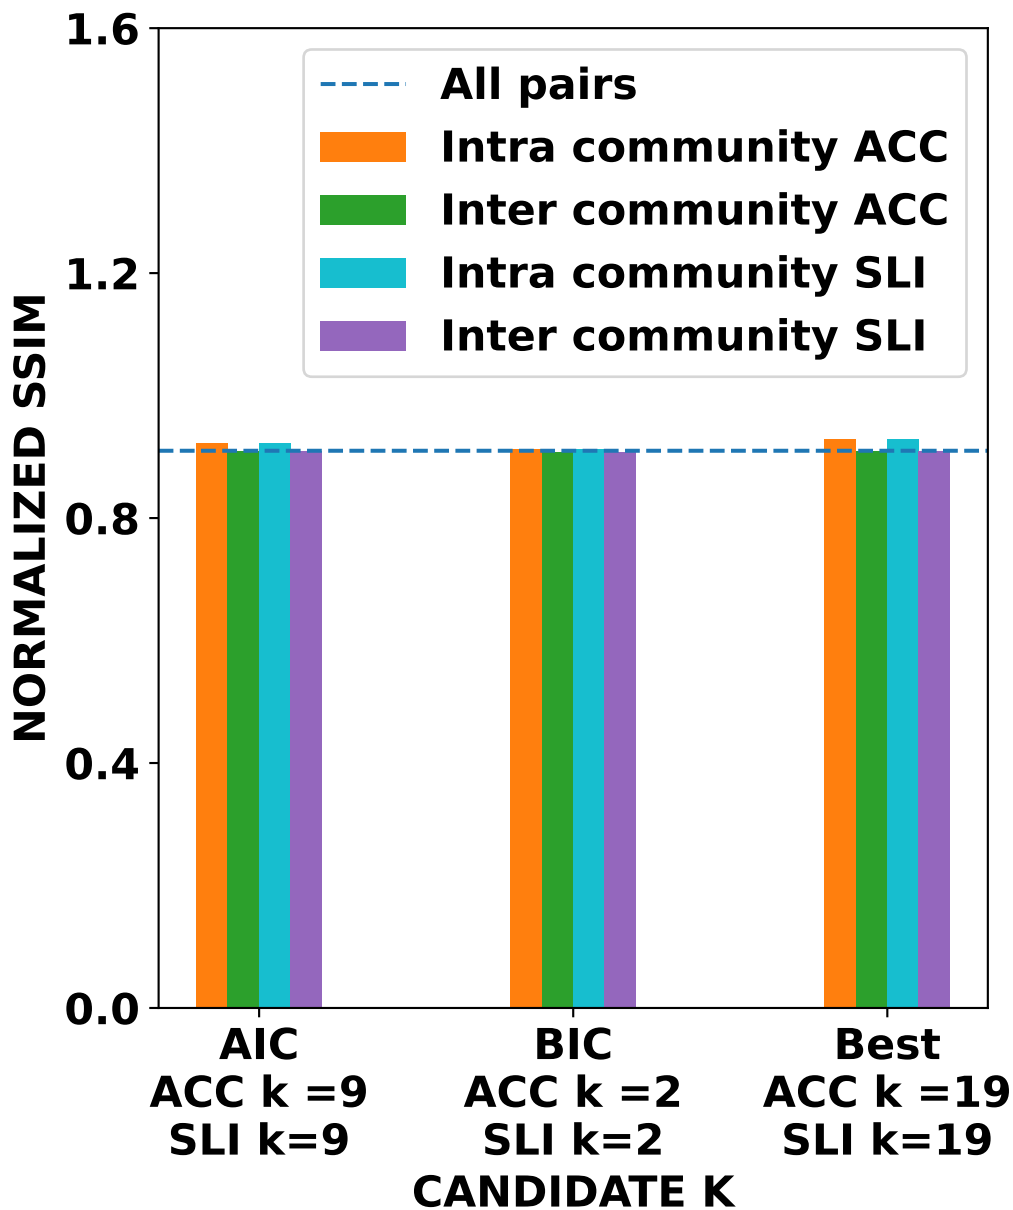 1.6
1.2
0.8
0.4
0.0
NORMALIZED SSIM
All pairs
Intra community ACC
Inter community ACC
Intra community SLI
Inter community SLI
AIC
ACC k =9
SLI k=9
BIC
ACC k =2
SLI k=2
Best
ACC k =19
SLI k=19
CANDIDATE K